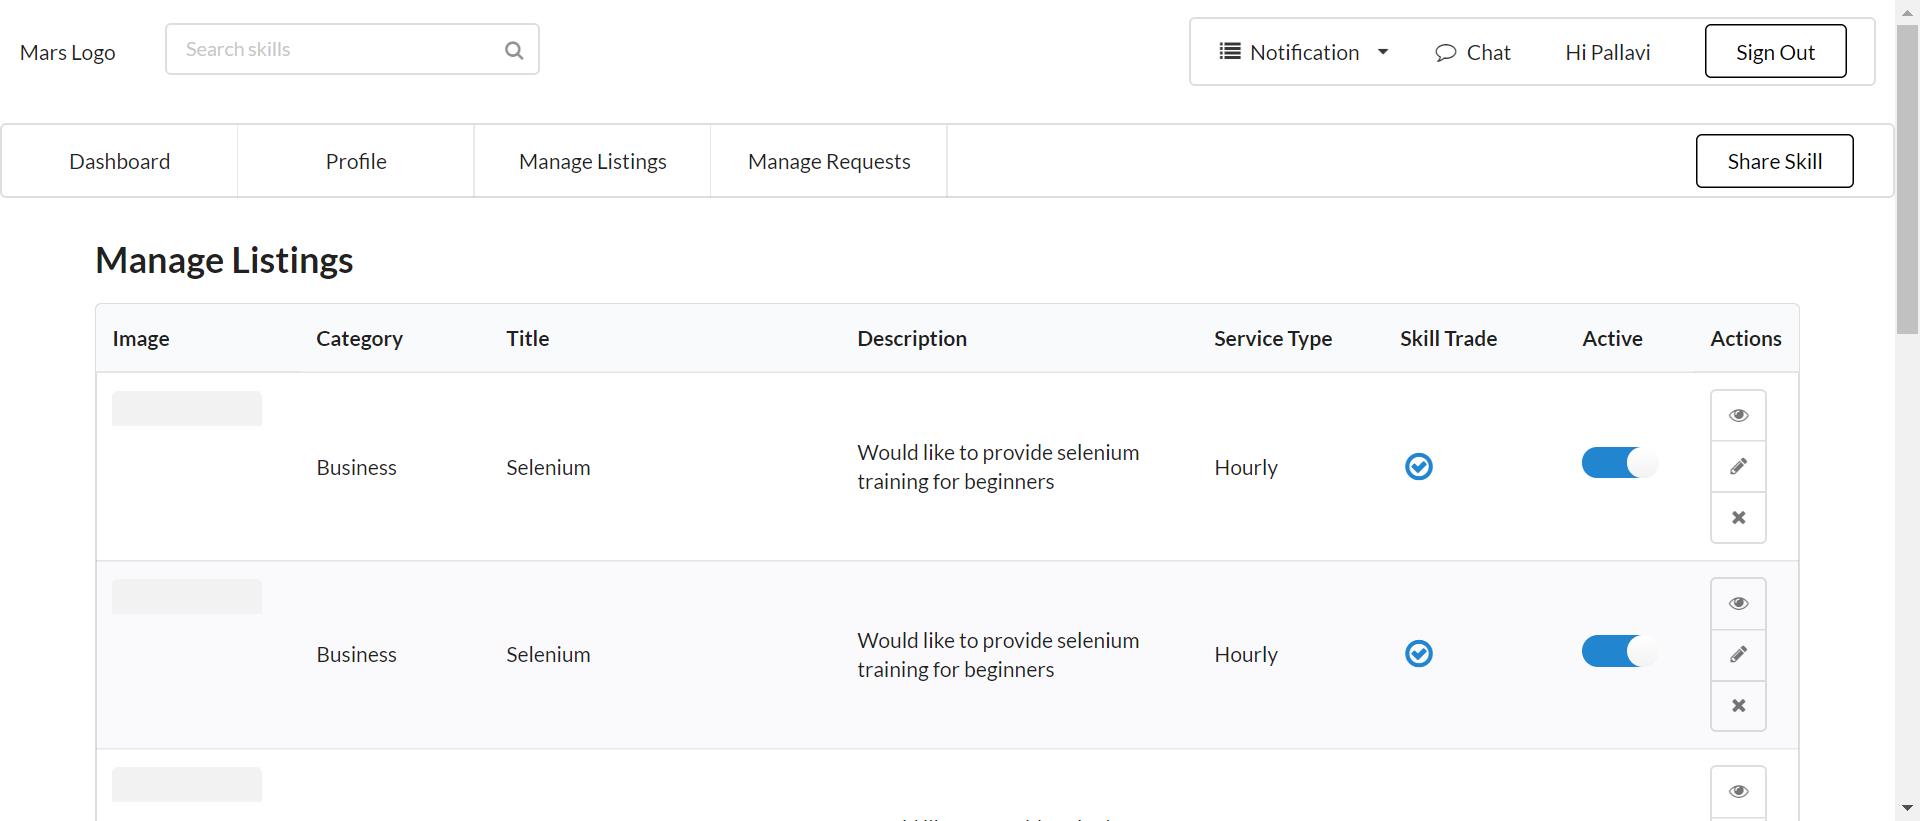 Mars Logo
Search skills
Notification
Chat
Hi Pallavi
Sign Out
Dashboard
Profile
Manage Listings
Manage Requests
Share Skill
Manage Listings
Image Category Title Description Service Type Skill Trade Active Actions
Business Selenium Would like to provide selenium
training for beginners Hourly
Business Selenium Would like to provide selenium
training for beginners Hourly